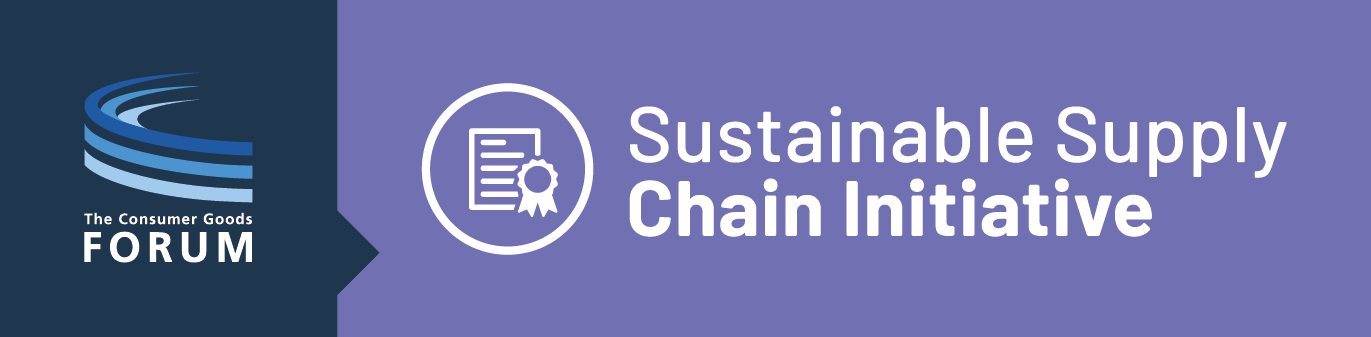 The Consumer Goods
FORUM
Sustainable Supply
Chain Initiative